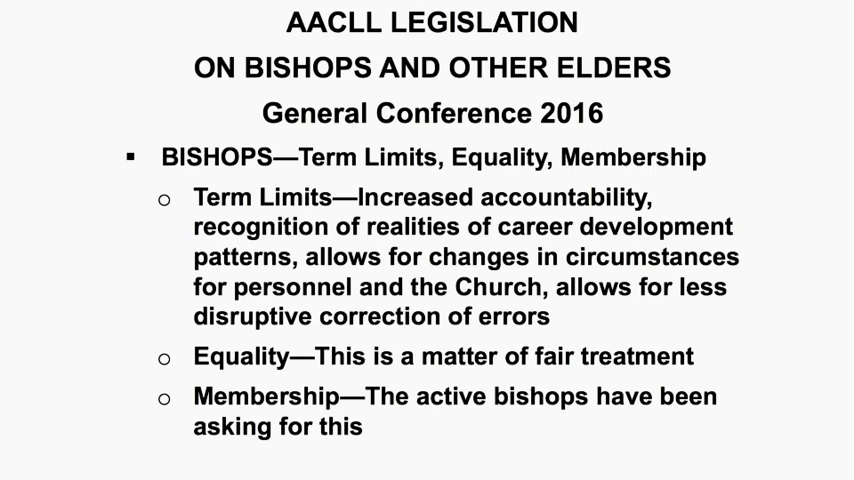 AACLL LEGISLATION
ON BISHOPS AND OTHER ELDERS
General Conference 2016
▪ BISHOPS—Term Limits, Equality, Membership
o Term Limits—Increased accountability,
recognition of realities of career development
patterns, allows for changes in circumstances
for personnel and the Church, allows for less
disruptive correction of errors
o Equality—This is a matter of fair treatment
o Membership—The active bishops have been
asking for this